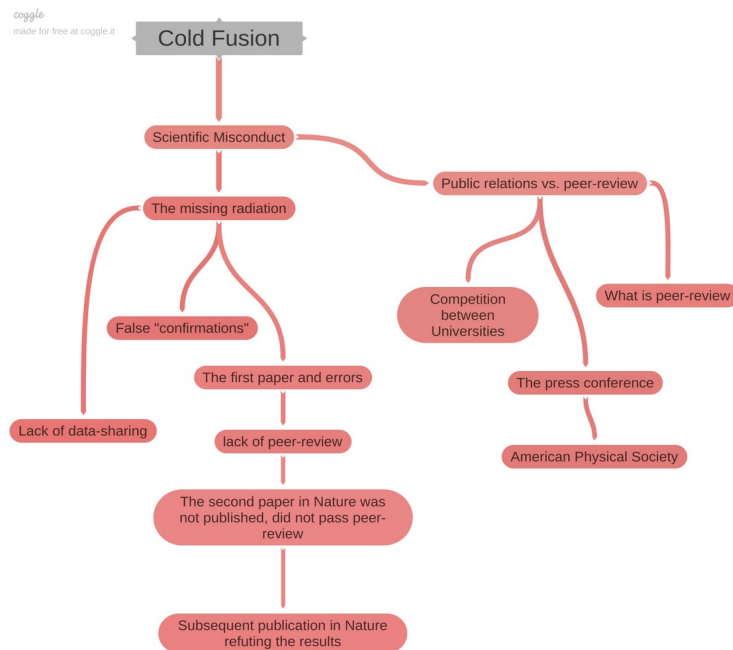 coggle
made for free at coggle.it
Cold Fusion
Scientific Misconduct
Public relations vs. peer-review
The missing radiation
Competition
between
Universities
What is peer-review
False "confirmations"
The first paper and errors
The press conference
Lack of data-sharing
lack of peer-review
American Physical Society
The second paper in Nature was
not published, did not pass peer-
review
Subsequent publication in Nature
refuting the results